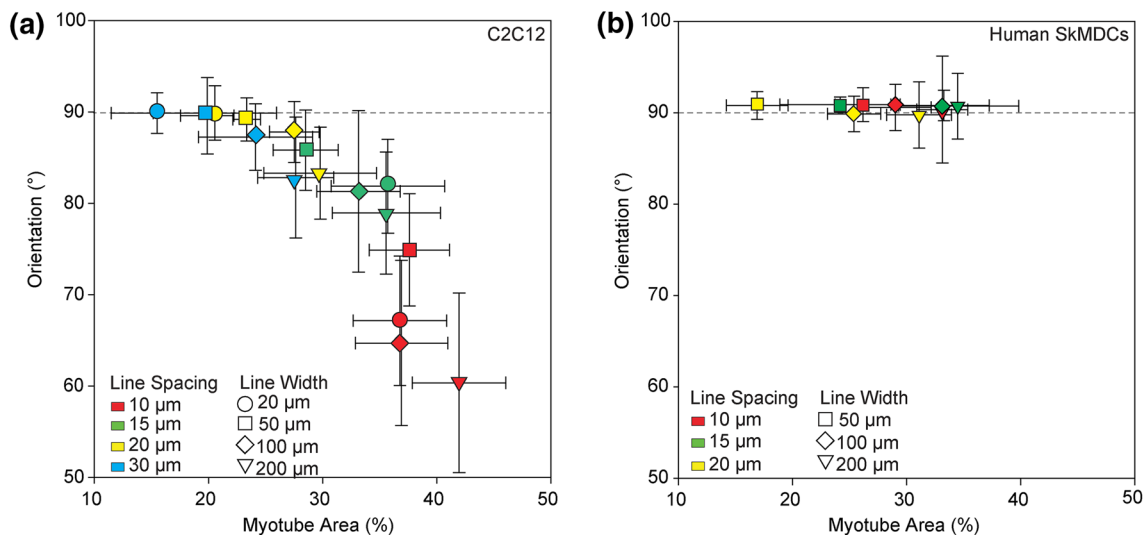 (a)
C2C12
100
90
80
70
60
50
Orientation (°)
Line Spacing
10 µm
15 µm
20 µm
30 µm
Line Width
20 µm
50 µm
100 µm
200 µm
10 20 30 40 50
Myotube Area (%)
(b)
Human SkMDCs
100
90
80
70
60
50
Orientation (°)
Line Spacing
10 µm
15 µm
20 µm
Line Width
50 µm
100 µm
200 µm
10 20 30 40 50
Myotube Area (%)